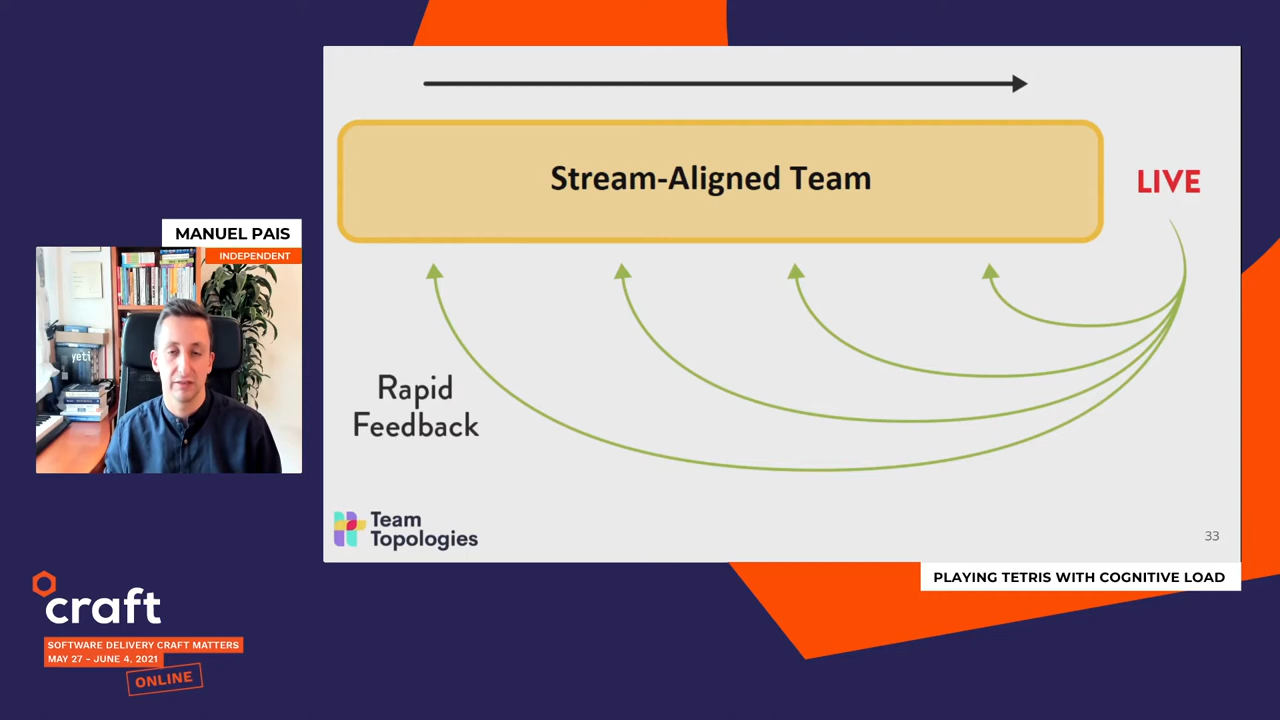 MANUEL PAIS
INDEPENDENT
yeti
craft
SOFTWARE DELIVERY CRAFT MATTERS
MAY 27 - JUNE 4, 2021
ONLINE
Stream-Aligned Team
LIVE
Rapid
Feedback
Team
Topologies
33
PLAYING TETRIS WITH COGNITIVE LOAD